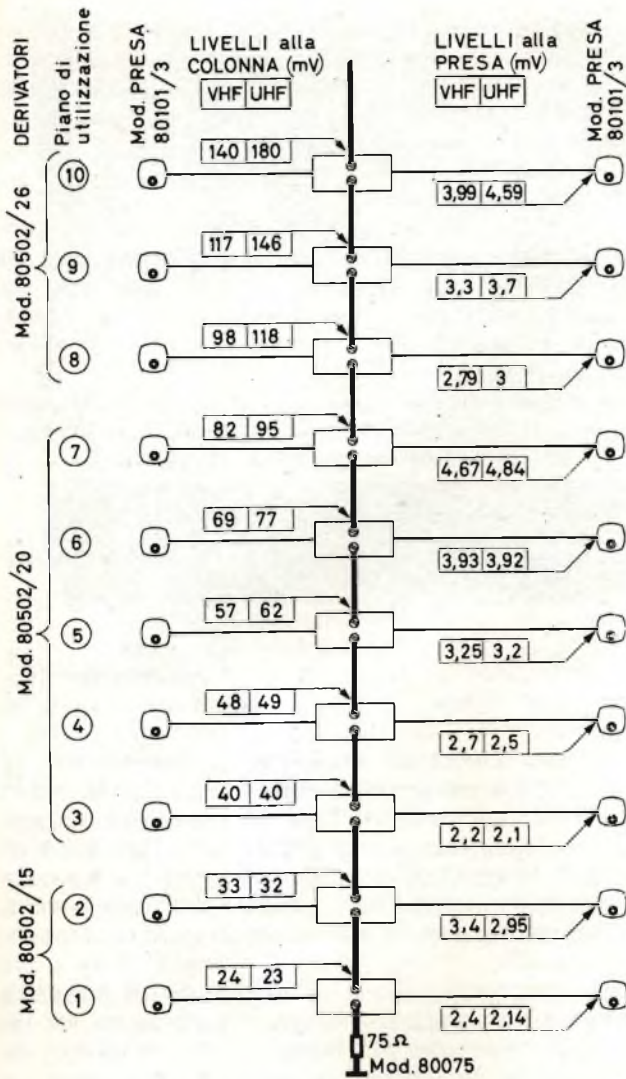 DERIVATORI
Piano di utilizzazione
Mod. PRESA 80101/3
LIVELLI alla
COLONNA (mV)
VHF UHF
LIVELLI alla
PRESA (mV)
VHF UHF
Mod. PRESA 80101/3
Mod. 80502/26
10
140 180
3,99 4,59
9
117 146
3,3 3,7
8
98 118
2,79 3
Mod. 80502/20
7
82 95
4,67 4,84
6
69 77
3,93 3,92
5
57 62
3,25 3,2
4
48 49
2,7 2,5
3
40 40
2,2 2,1
Mod. 80502/15
2
33 32
3,4 2,95
1
24 23
2,4 2,14
75 Ω
Mod. 80075